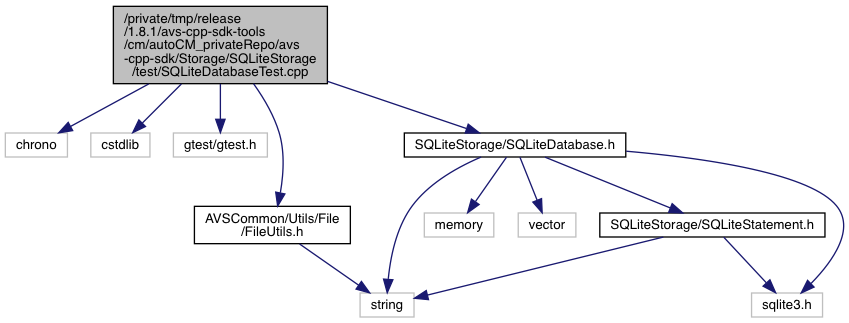 /private/tmp/release
/1.8.1/avs-cpp-sdk-tools
/cm/autoCM_privateRepo/avs
-cpp-sdk/Storage/SQLiteStorage
/test/SQLiteDatabaseTest.cpp
chrono
cstdlib
gtest/gtest.h
SQLiteStorage/SQLiteDatabase.h
AVSCommon/Utils/File
/FileUtils.h
memory
vector
SQLiteStorage/SQLiteStatement.h
string
sqlite3.h